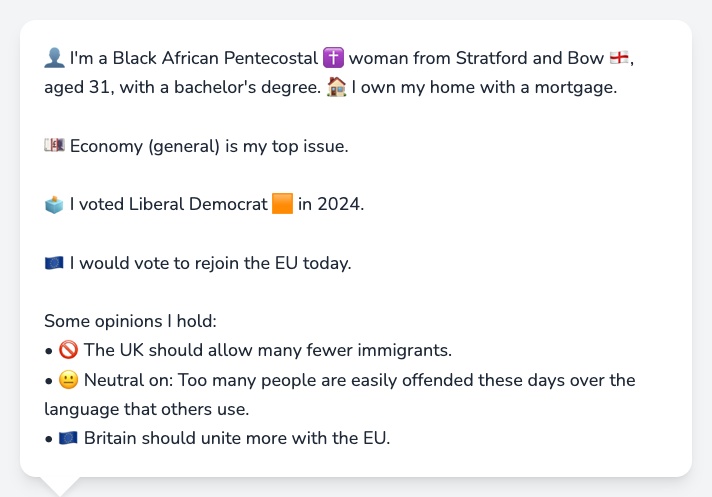 👤 I'm a Black African Pentecostal ✝️ woman from Stratford and Bow 🏴󠁧󠁢󠁥󠁮󠁧󠁿,
aged 31, with a bachelor's degree. 🏠 I own my home with a mortgage.
💷 Economy (general) is my top issue.
🗳️ I voted Liberal Democrat 🟧 in 2024.
🇪🇺 I would vote to rejoin the EU today.
Some opinions I hold:
• 🚫 The UK should allow many fewer immigrants.
• 😐 Neutral on: Too many people are easily offended these days over the
language that others use.
• 🇪🇺 Britain should unite more with the EU.